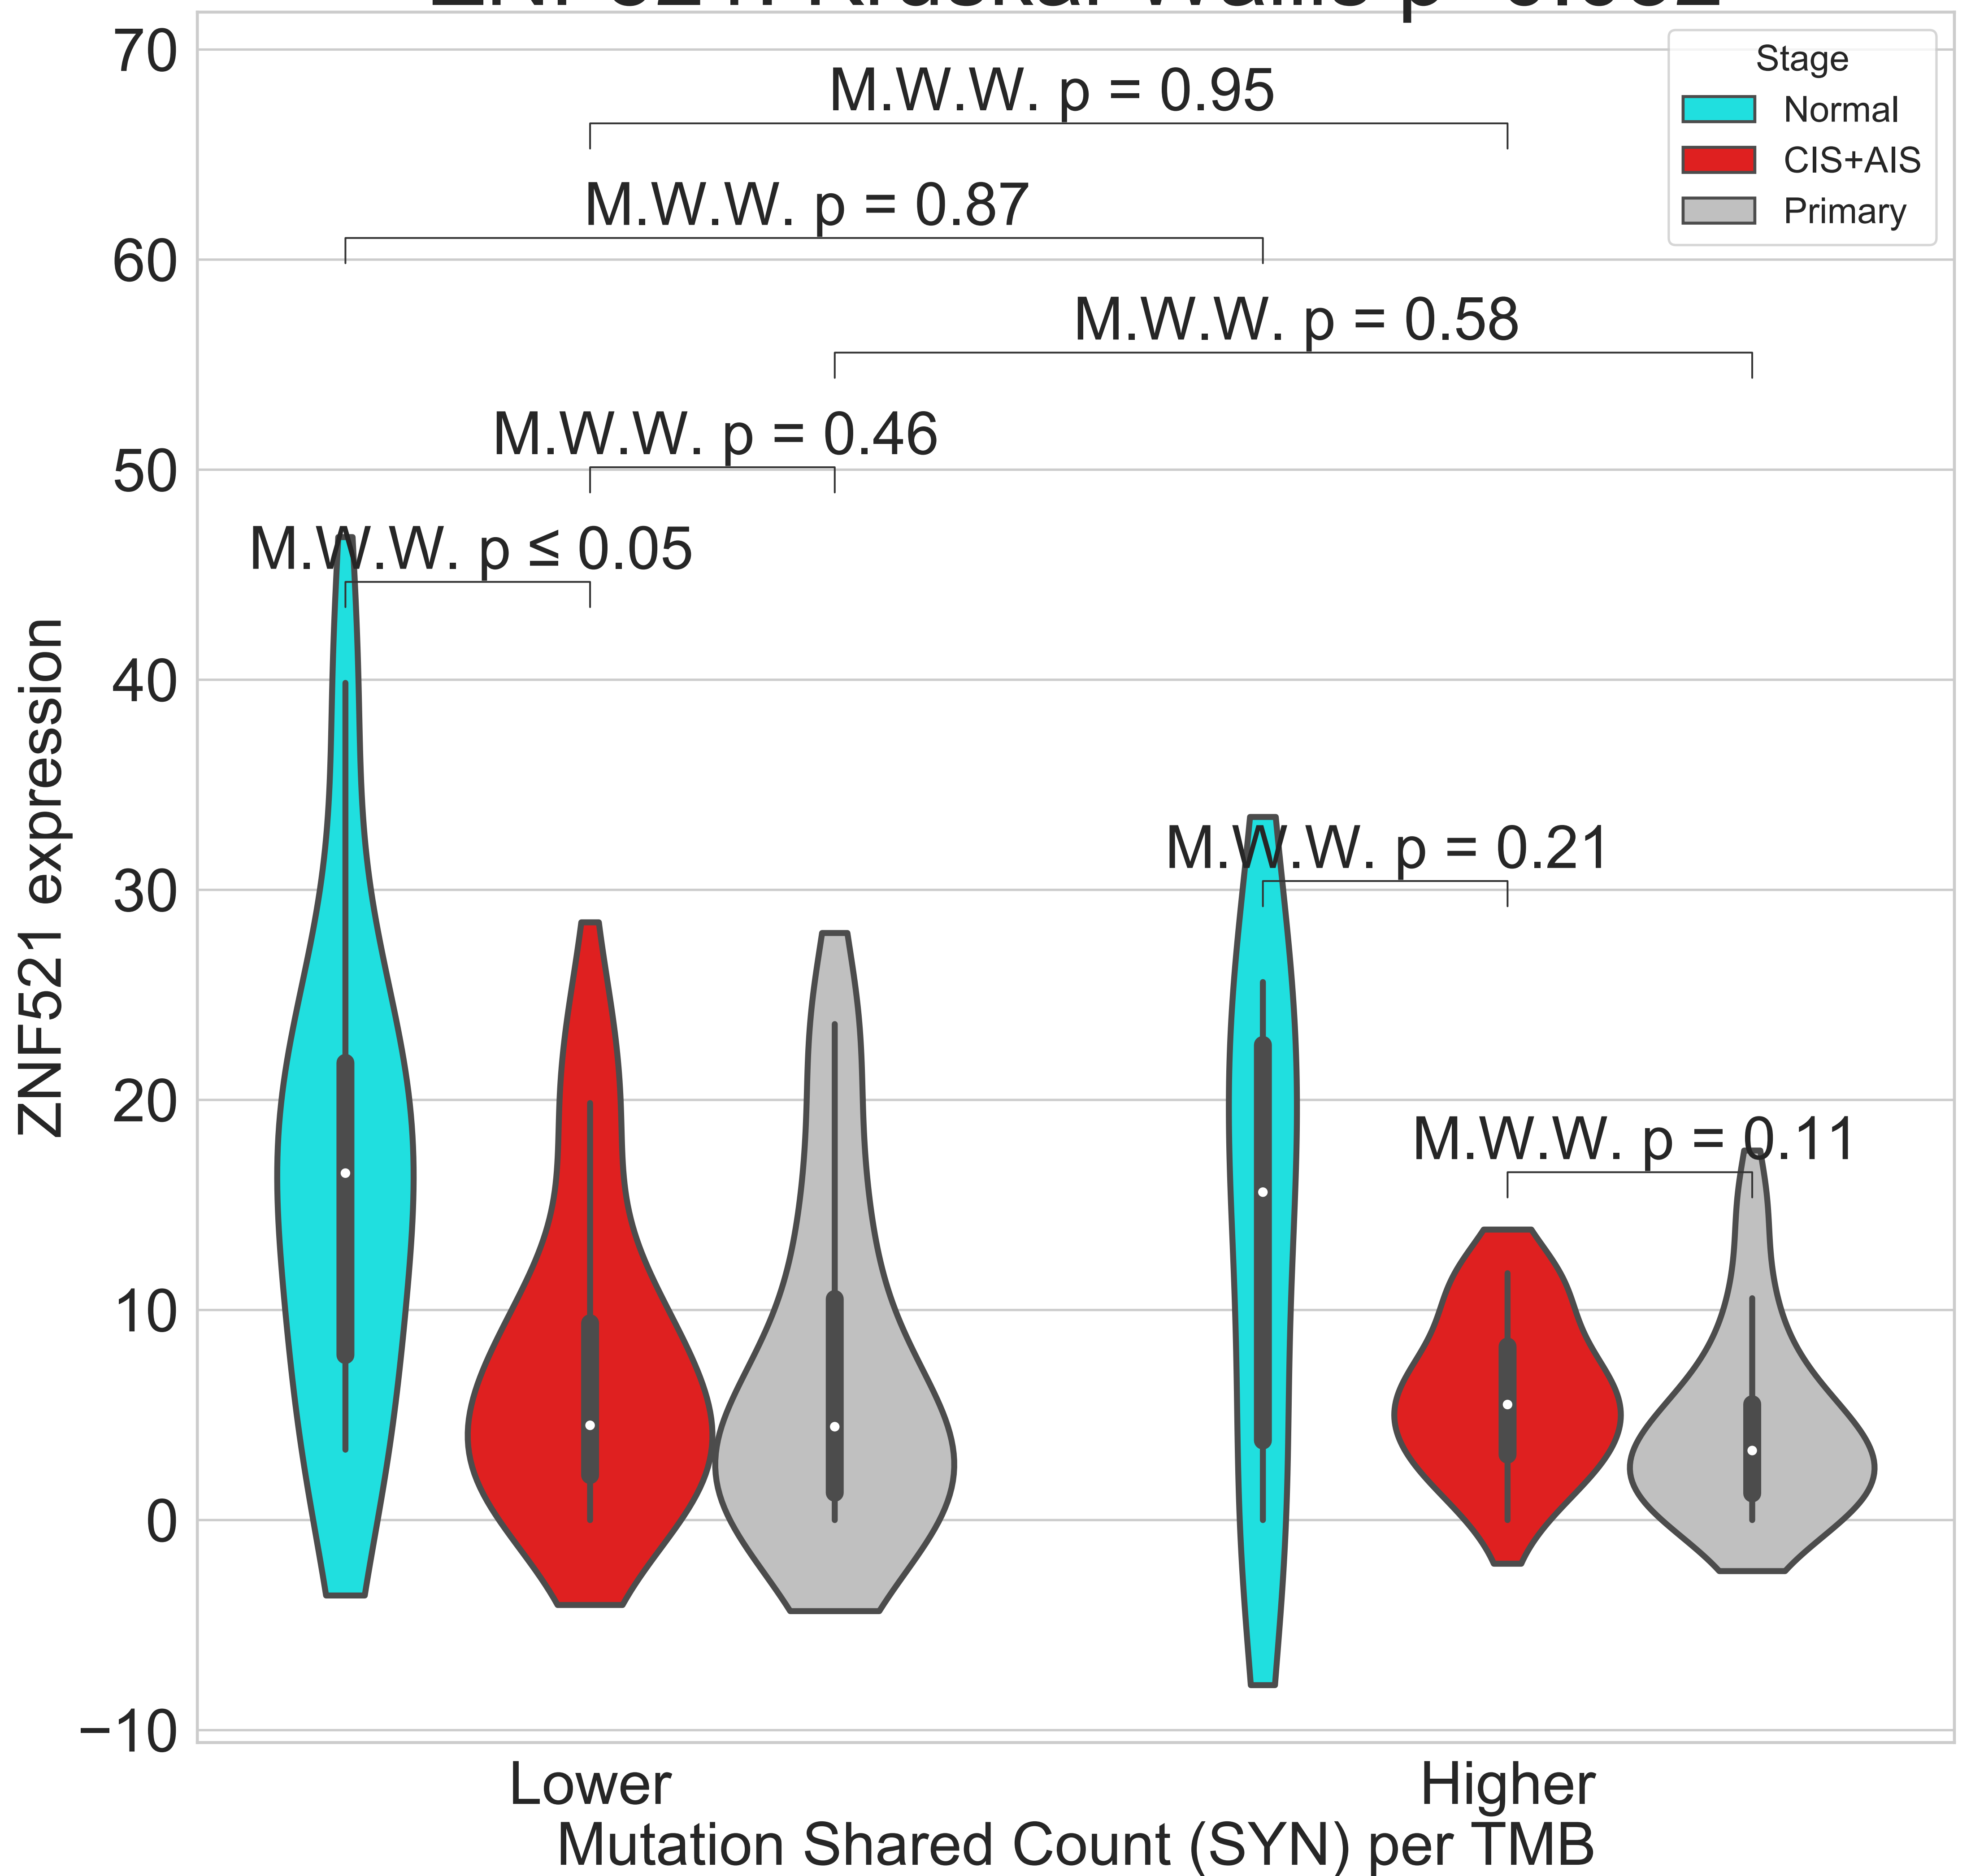 70
60
50
40
30
20
10
0
−10
ZNF521 expression
M.W.W. p = 0.95
M.W.W. p = 0.87
M.W.W. p = 0.58
M.W.W. p = 0.46
M.W.W. p ≤ 0.05
M.W.W. p = 0.21
M.W.W. p = 0.11
Stage
Normal
CIS+AIS
Primary
Lower
Higher
Mutation Shared Count (SYN) per TMB